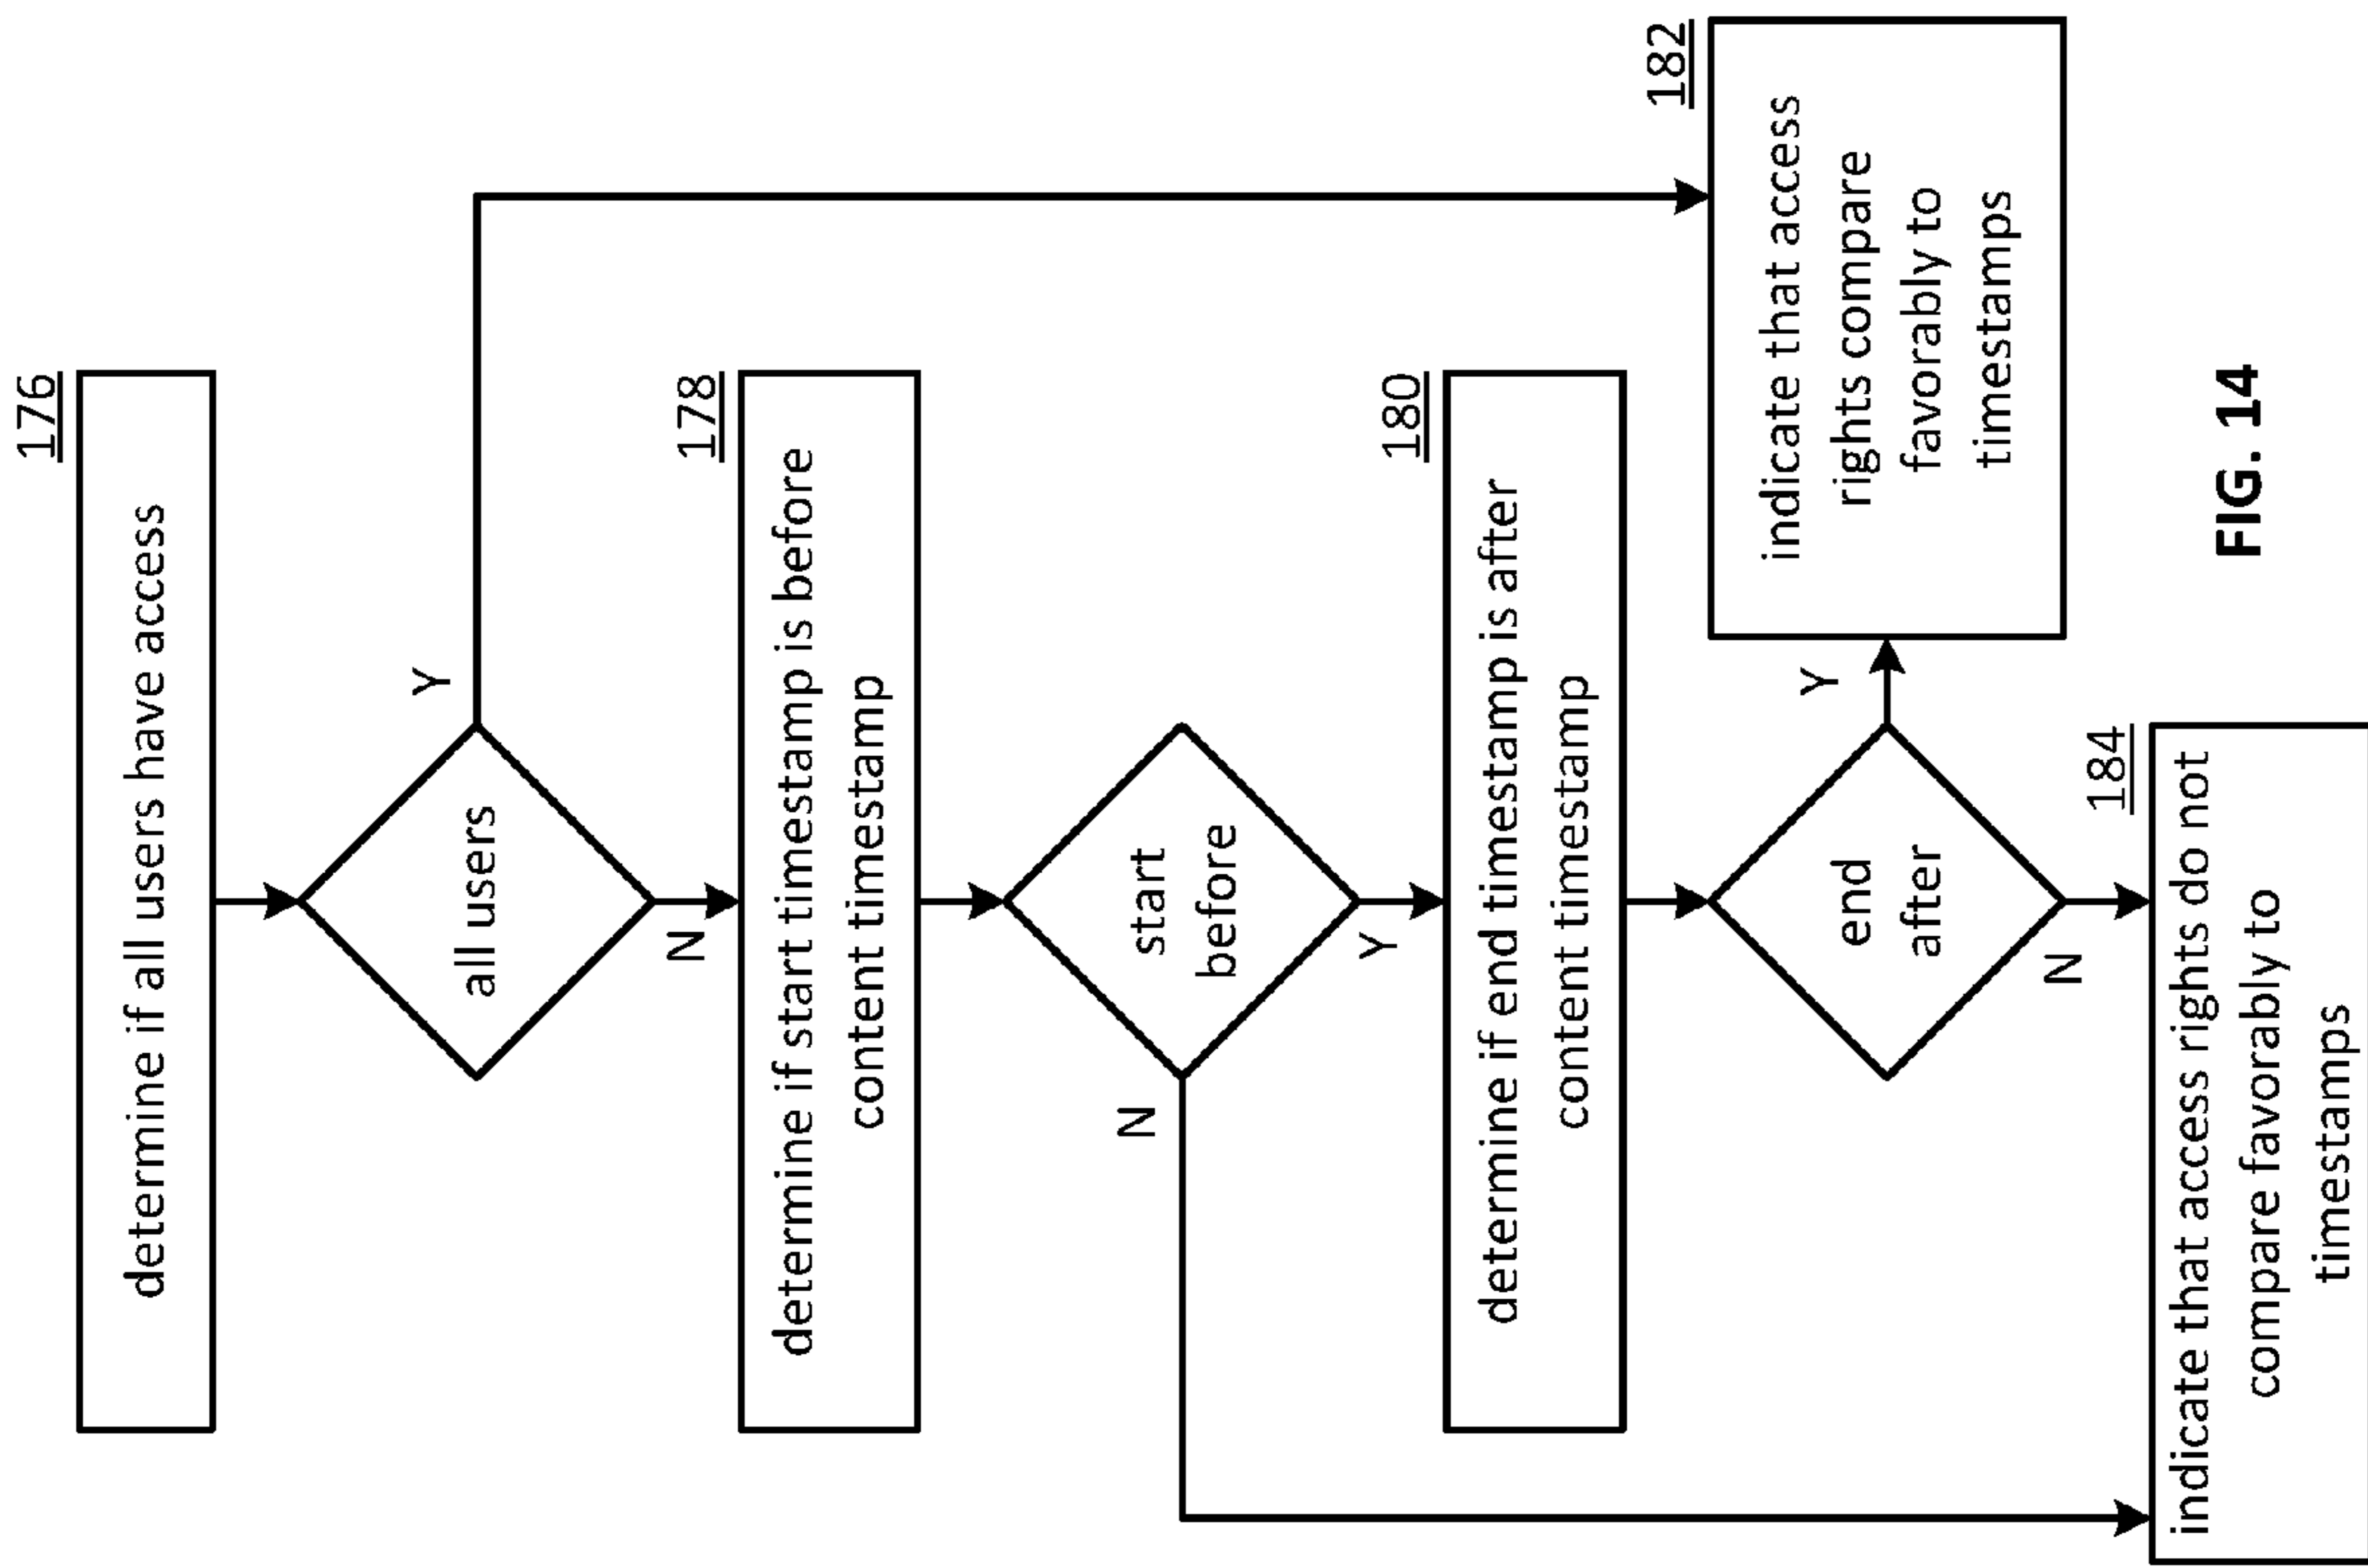 176
determine if all users have access
all users
Y
N
178
determine if start timestamp is before
content timestamp
start
before
N
Y
180
determine if end timestamp is after
content timestamp
end
after
Y
N
182
indicate that access
rights compare
favorably to
timestamps
184
indicate that access rights do not
compare favorably to
timestamps
FIG. 14